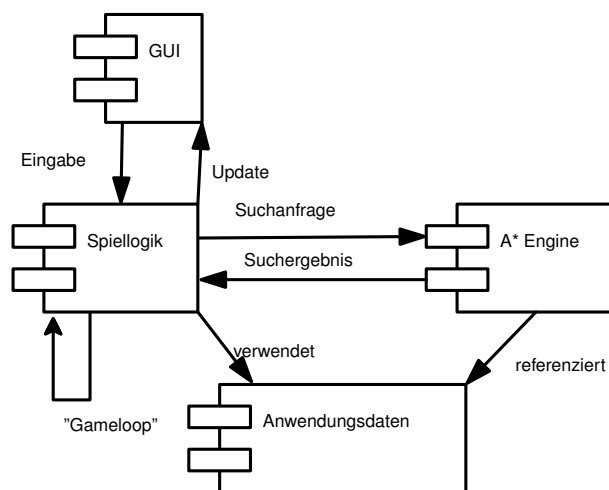 GUI
Eingabe
Update
Suchanfrage
Spiellogik
A* Engine
Suchergebnis
verwendet
referenziert
"Gameloop"
Anwendungsdaten